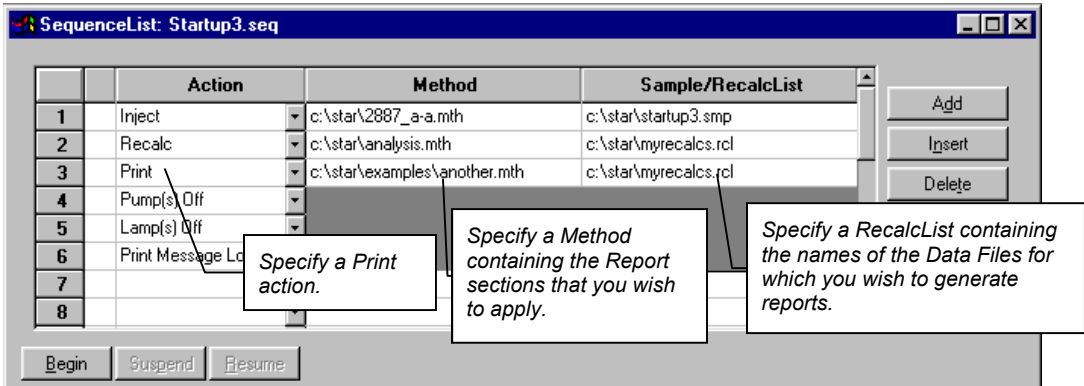 SequenceList: Startup3.seq
Action Method Sample/RecalcList
1 Inject c:\star\2887_a-a.mth c:\star\startup3.smp
2 Recalc c:\star\analysis.mth c:\star\myrecalcs.rcl
3 Print c:\star\examples\another.mth c:\star\myrecalcs.rcl
4 Pump(s) Off
5 Lamp(s) Off
6 Print Message Lo
7
8
Add
Insert
Delete
Specify a Print
action.
Specify a Method
containing the Report
sections that you wish
to apply.
Specify a RecalcList containing
the names of the Data Files for
which you wish to generate
reports.
Begin Suspend Resume